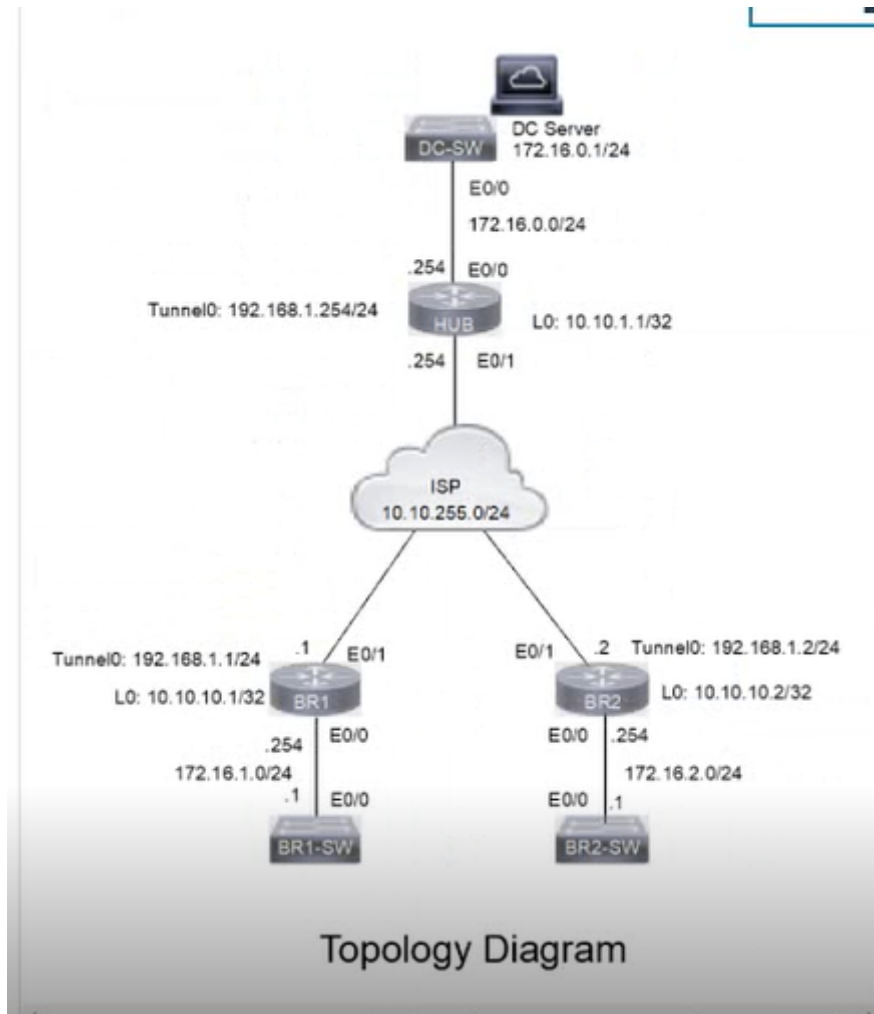 DC Server
DC-SW
172.16.0.1/24
E0/0
172.16.0.0/24
.254 E0/0
Tunnel0: 192.168.1.254/24
HUB
L0: 10.10.1.1/32
.254 E0/1
ISP
10.10.255.0/24
.1 E0/1
E0/1 .2
Tunnel0: 192.168.1.1/24
Tunnel0: 192.168.1.2/24
L0: 10.10.10.1/32
BR1
BR2
L0: 10.10.10.2/32
.254 E0/0
E0/0 .254
172.16.1.0/24
172.16.2.0/24
.1 E0/0
E0/0 .1
BR1-SW
BR2-SW
Topology Diagram